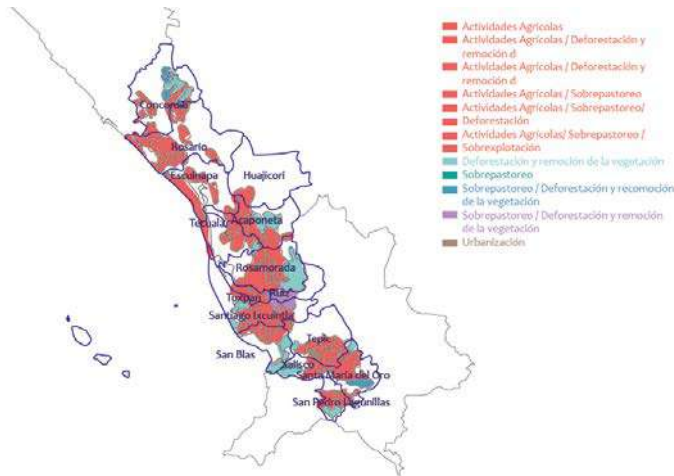 Actividades Agrícolas
Actividades Agrícolas / Deforestación y
remoción d
Actividades Agrícolas / Deforestación y
remoción d
Actividades Agrícolas / Sobrepastoreo
Actividades Agrícolas / Sobrepastoreo/
Deforestación
Actividades Agrícolas/ Sobrepastoreo /
Sobrexplotación
Deforestación y remoción de la vegetación
Sobrepastoreo
Sobrepastoreo / Deforestación y recomoción
de la vegetación
Sobrepastoreo / Deforestación y remoción
de la vegetación
Urbanización
Concordia
Rosario
Escuinapa
Huajicori
Tecuala
Acaponeta
Rosamorada
Tuxpan
Ruiz
Santiago Ixcuintla
San Blas
Tepic
Xalisco
Santa María del Oro
San Pedro Lagunillas